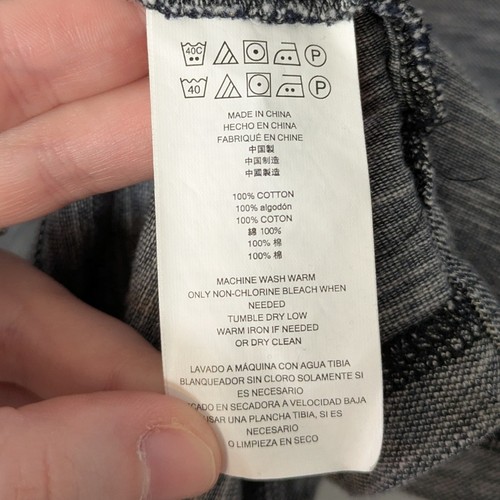 40C P
40 P
MADE IN CHINA
HECHO EN CHINA
FABRIQUÉ EN CHINE
中国製
中国制造
中國製造
100% COTTON
100% algodón
100% COTON
綿 100%
100% 棉
100% 棉
MACHINE WASH WARM
ONLY NON-CHLORINE BLEACH WHEN
NEEDED
TUMBLE DRY LOW
WARM IRON IF NEEDED
OR DRY CLEAN
LAVADO A MÁQUINA CON AGUA TIBIA
BLANQUEADOR SIN CLORO SOLAMENTE SI
ES NECESARIO
CADO EN SECADORA A VELOCIDAD BAJA
USAR UNA PLANCHA TIBIA, SI ES
NECESARIO
O LIMPIEZA EN SECO